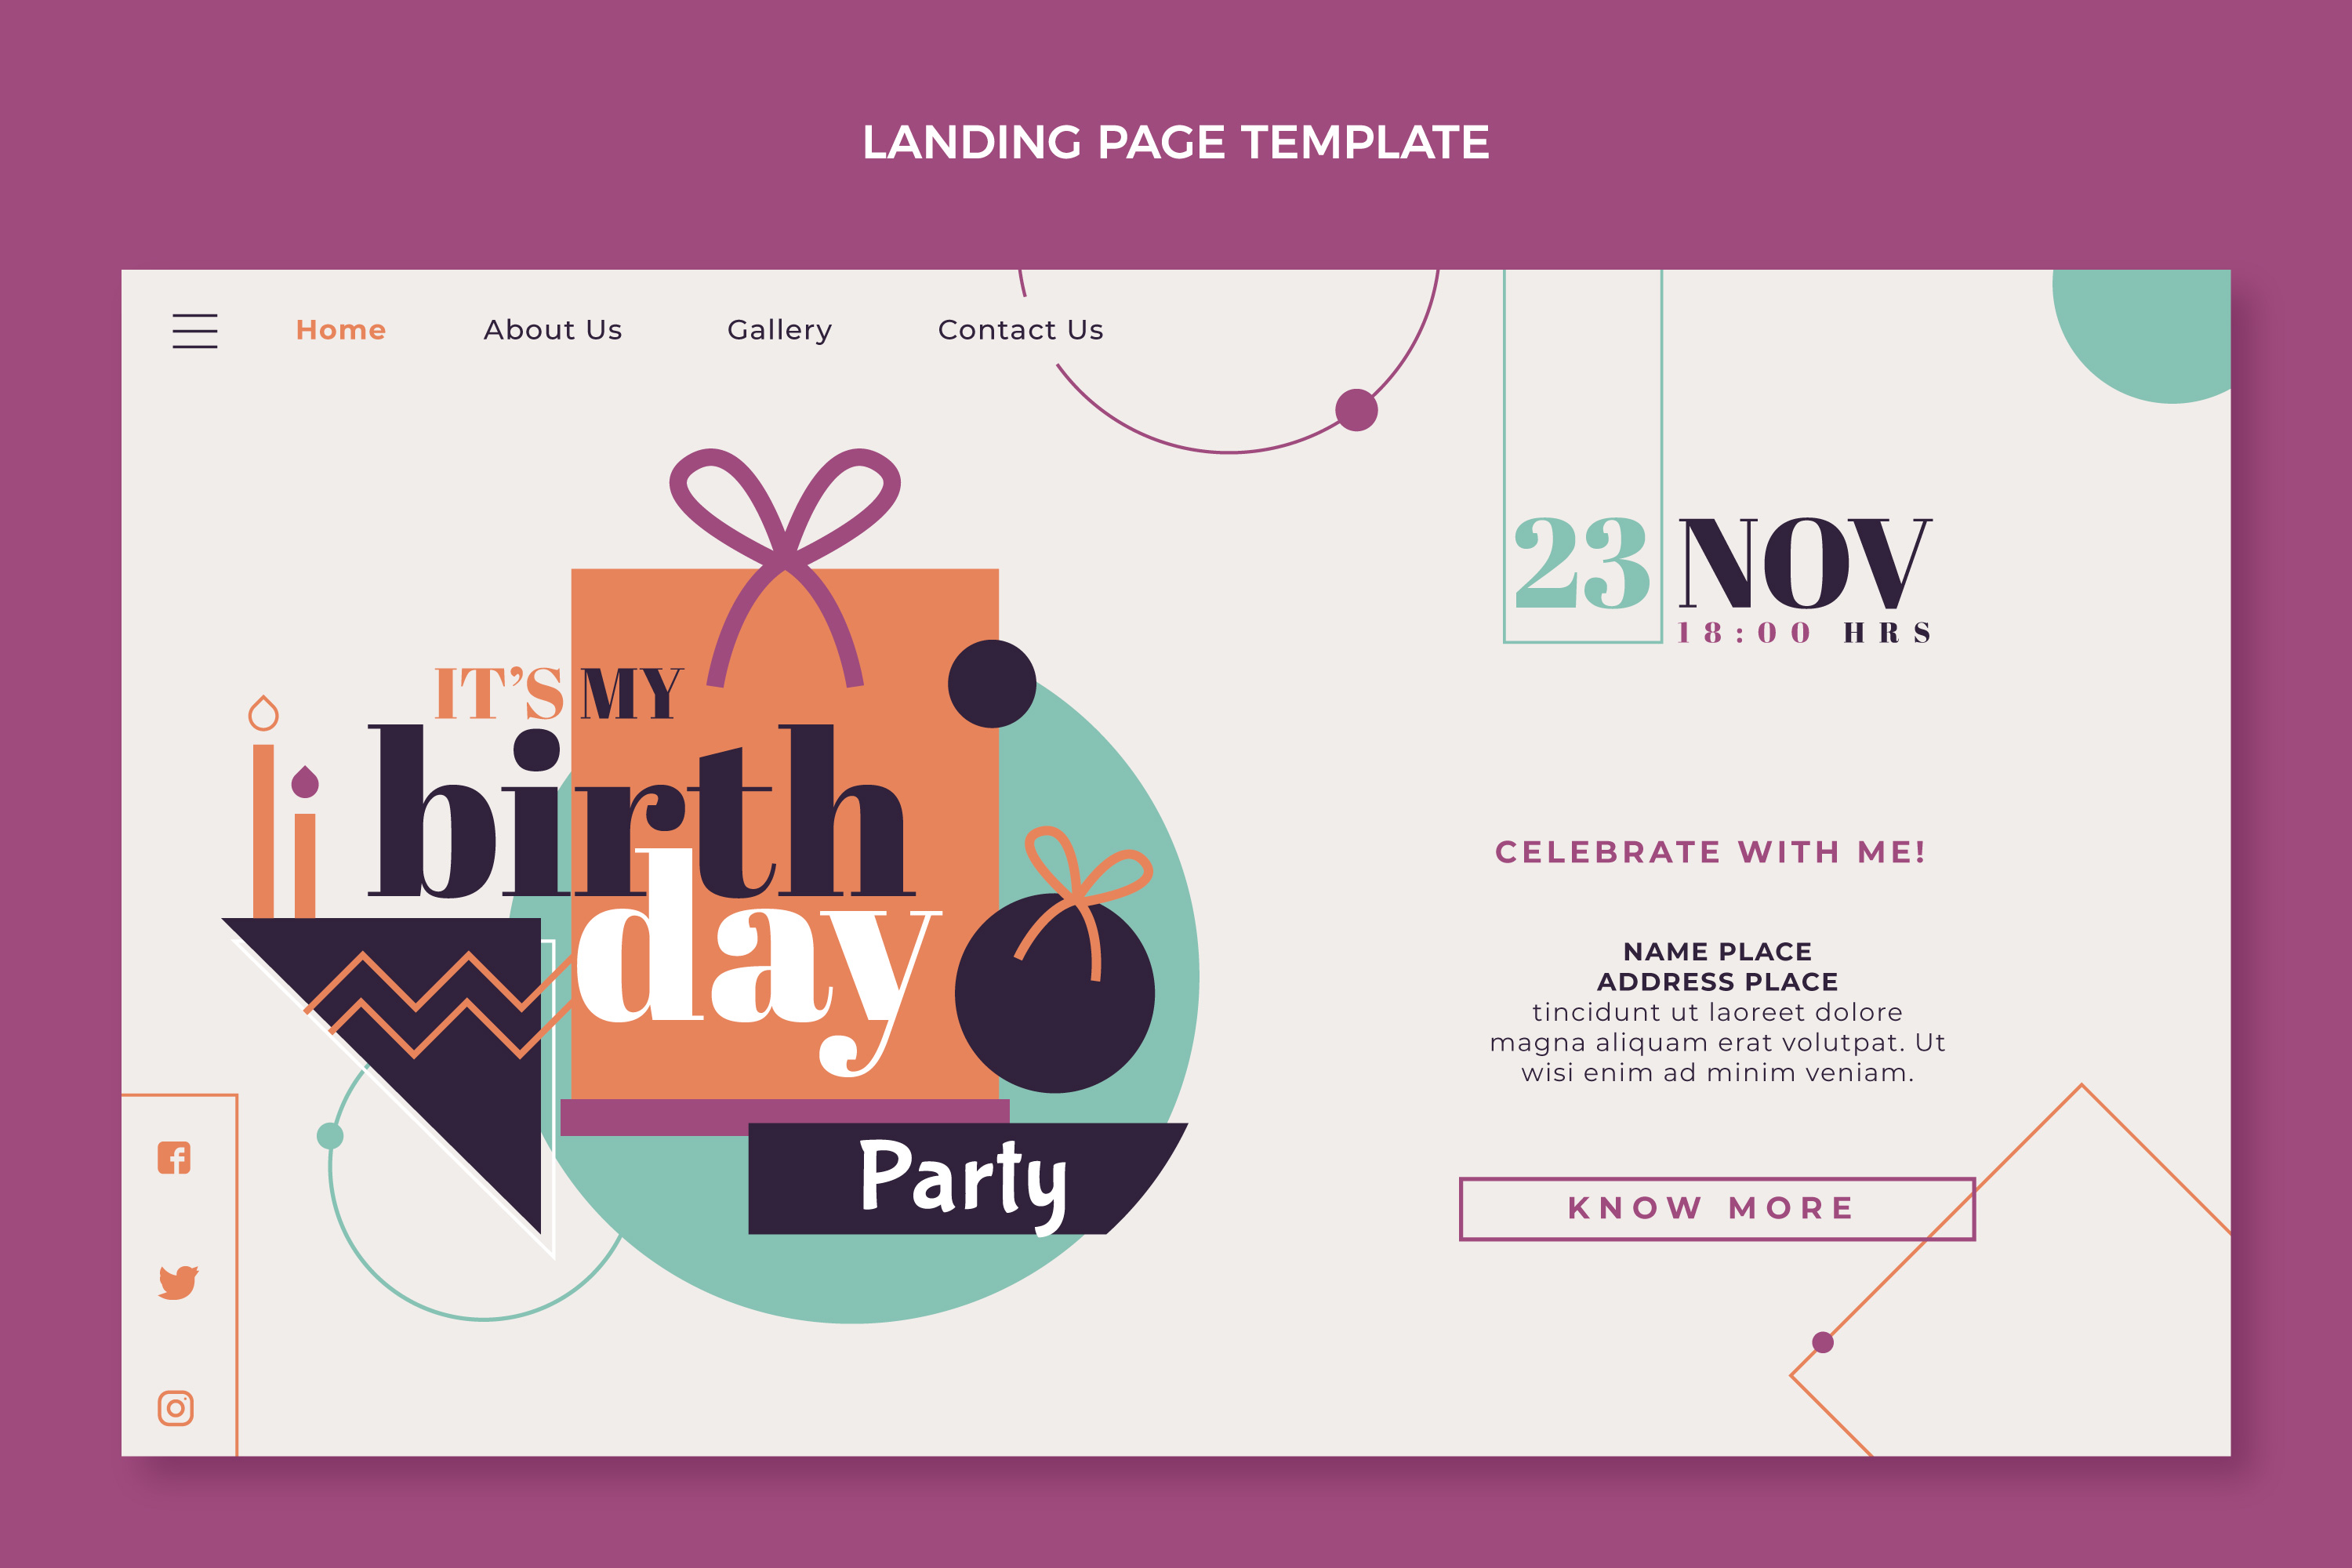 LANDING PAGE TEMPLATE
Home About Us Gallery Contact Us
23 NOV
18:00 HRS
IT'S MY
birth
day
Party
CELEBRATE WITH ME!
NAME PLACE
ADDRESS PLACE
tincidunt ut laoreet dolore
magna aliquam erat volutpat. Ut
wisi enim ad minim veniam.
KNOW MORE